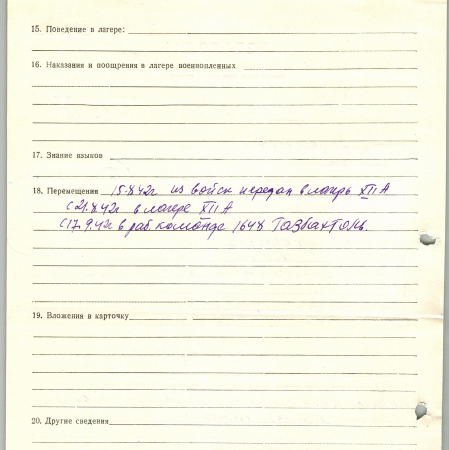 15. Поведение в лагере:
16. Наказания и поощрения в лагере военнопленных
17. Знание языков
18. Перемещения 15.8.42г из войск передан в лагерь XII А
С 21.8.42г в лагере XII А
С 17.9.42г в раб. команде 1648
19. Вложения в карточку
20. Другие сведения